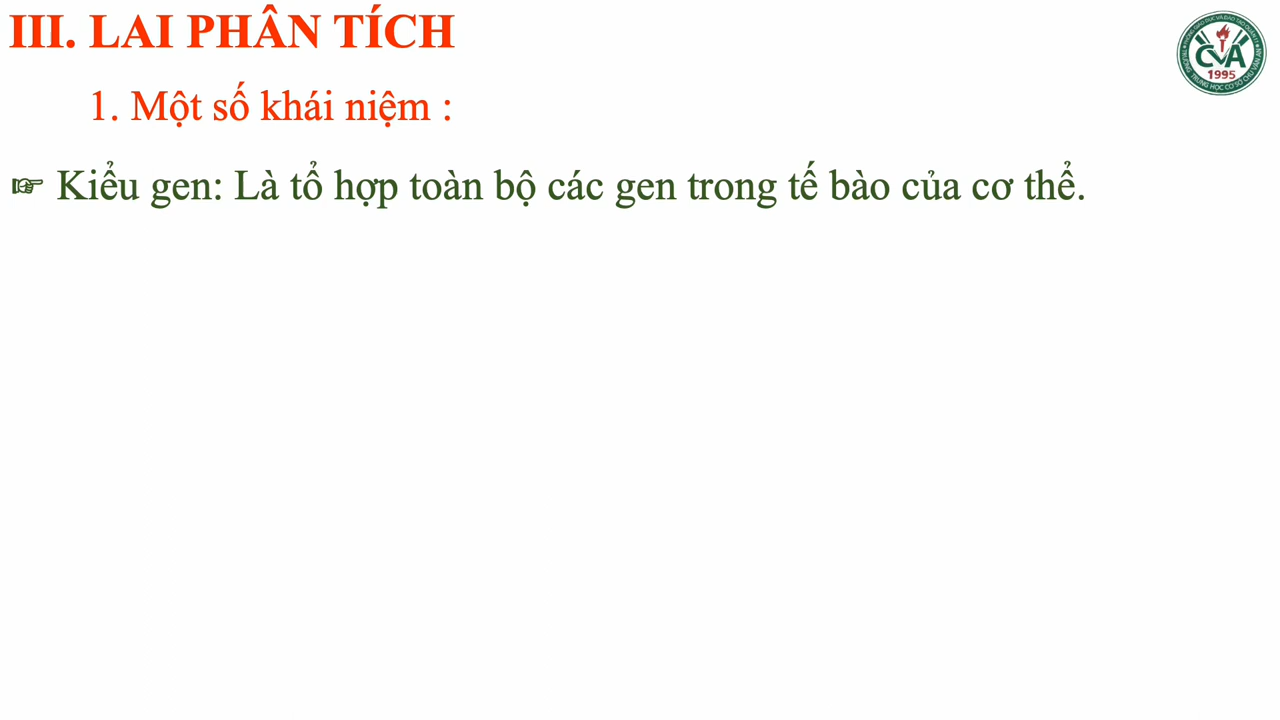 III. LAI PHÂN TÍCH
1. Một số khái niệm :
☞ Kiểu gen: Là tổ hợp toàn bộ các gen trong tế bào của cơ thể.
CVA
1995